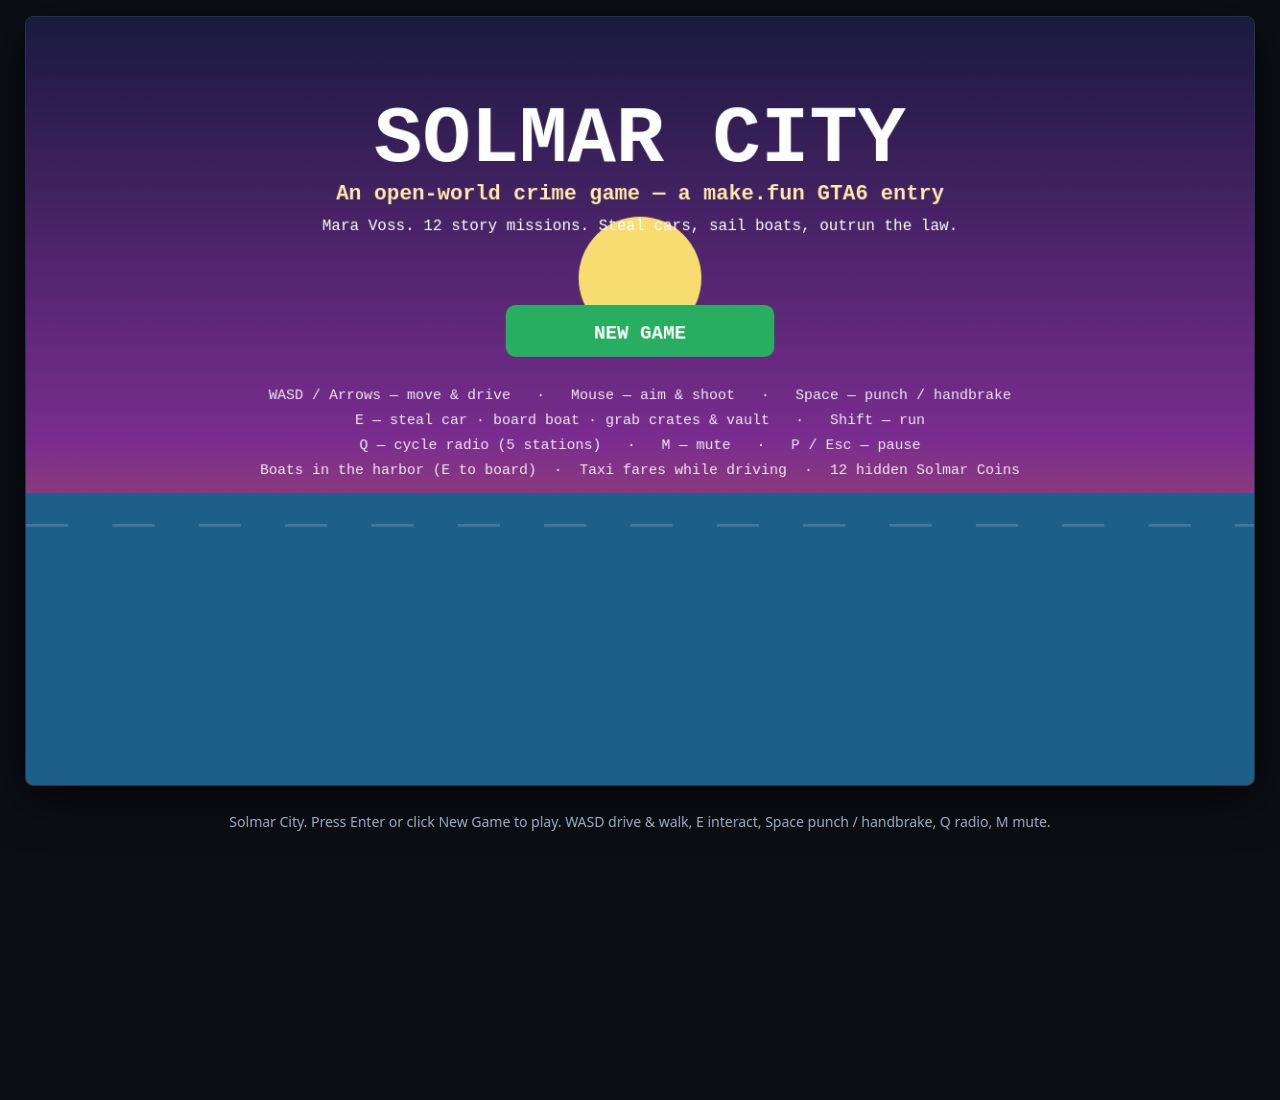 SOLMAR CITY
An open-world crime game — a make.fun GTA6 entry
Mara Voss. 12 story missions. Steal cars, sail boats, outrun the law.
NEW GAME
WASD / Arrows — move & drive · Mouse — aim & shoot · Space — punch / handbrake
E — steal car · board boat · grab crates & vault · Shift — run
Q — cycle radio (5 stations) · M — mute · P / Esc — pause
Boats in the harbor (E to board) · Taxi fares while driving · 12 hidden Solmar Coins
Solmar City. Press Enter or click New Game to play. WASD drive & walk, E interact, Space punch / handbrake, Q radio, M mute.